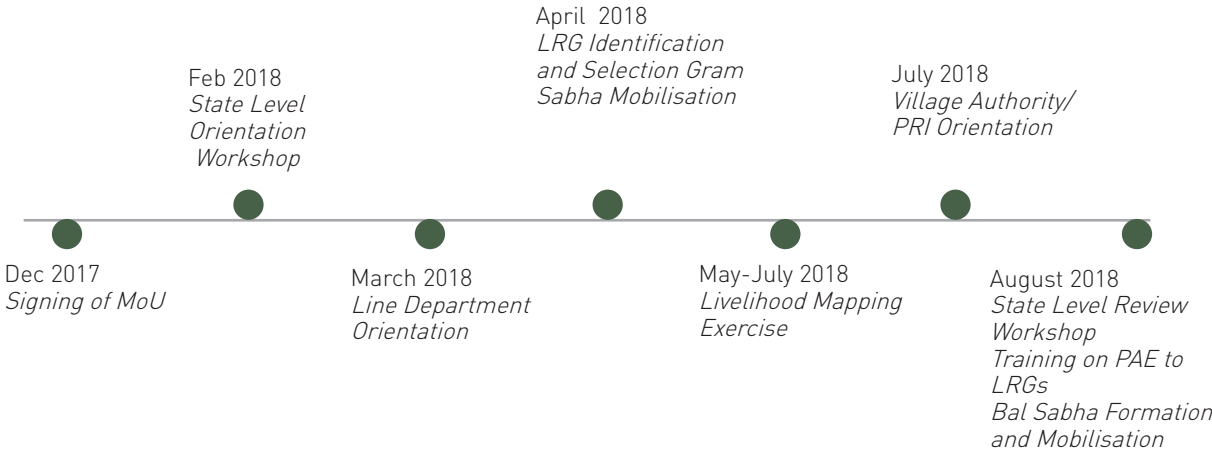 Dec 2017
Signing of MoU
Feb 2018
State Level
Orientation
Workshop
March 2018
Line Department
Orientation
April 2018
LRG Identification
and Selection Gram
Sabha Mobilisation
May-July 2018
Livelihood Mapping
Exercise
July 2018
Village Authority/
PRI Orientation
August 2018
State Level Review
Workshop
Training on PAE to
LRGs
Bal Sabha Formation
and Mobilisation